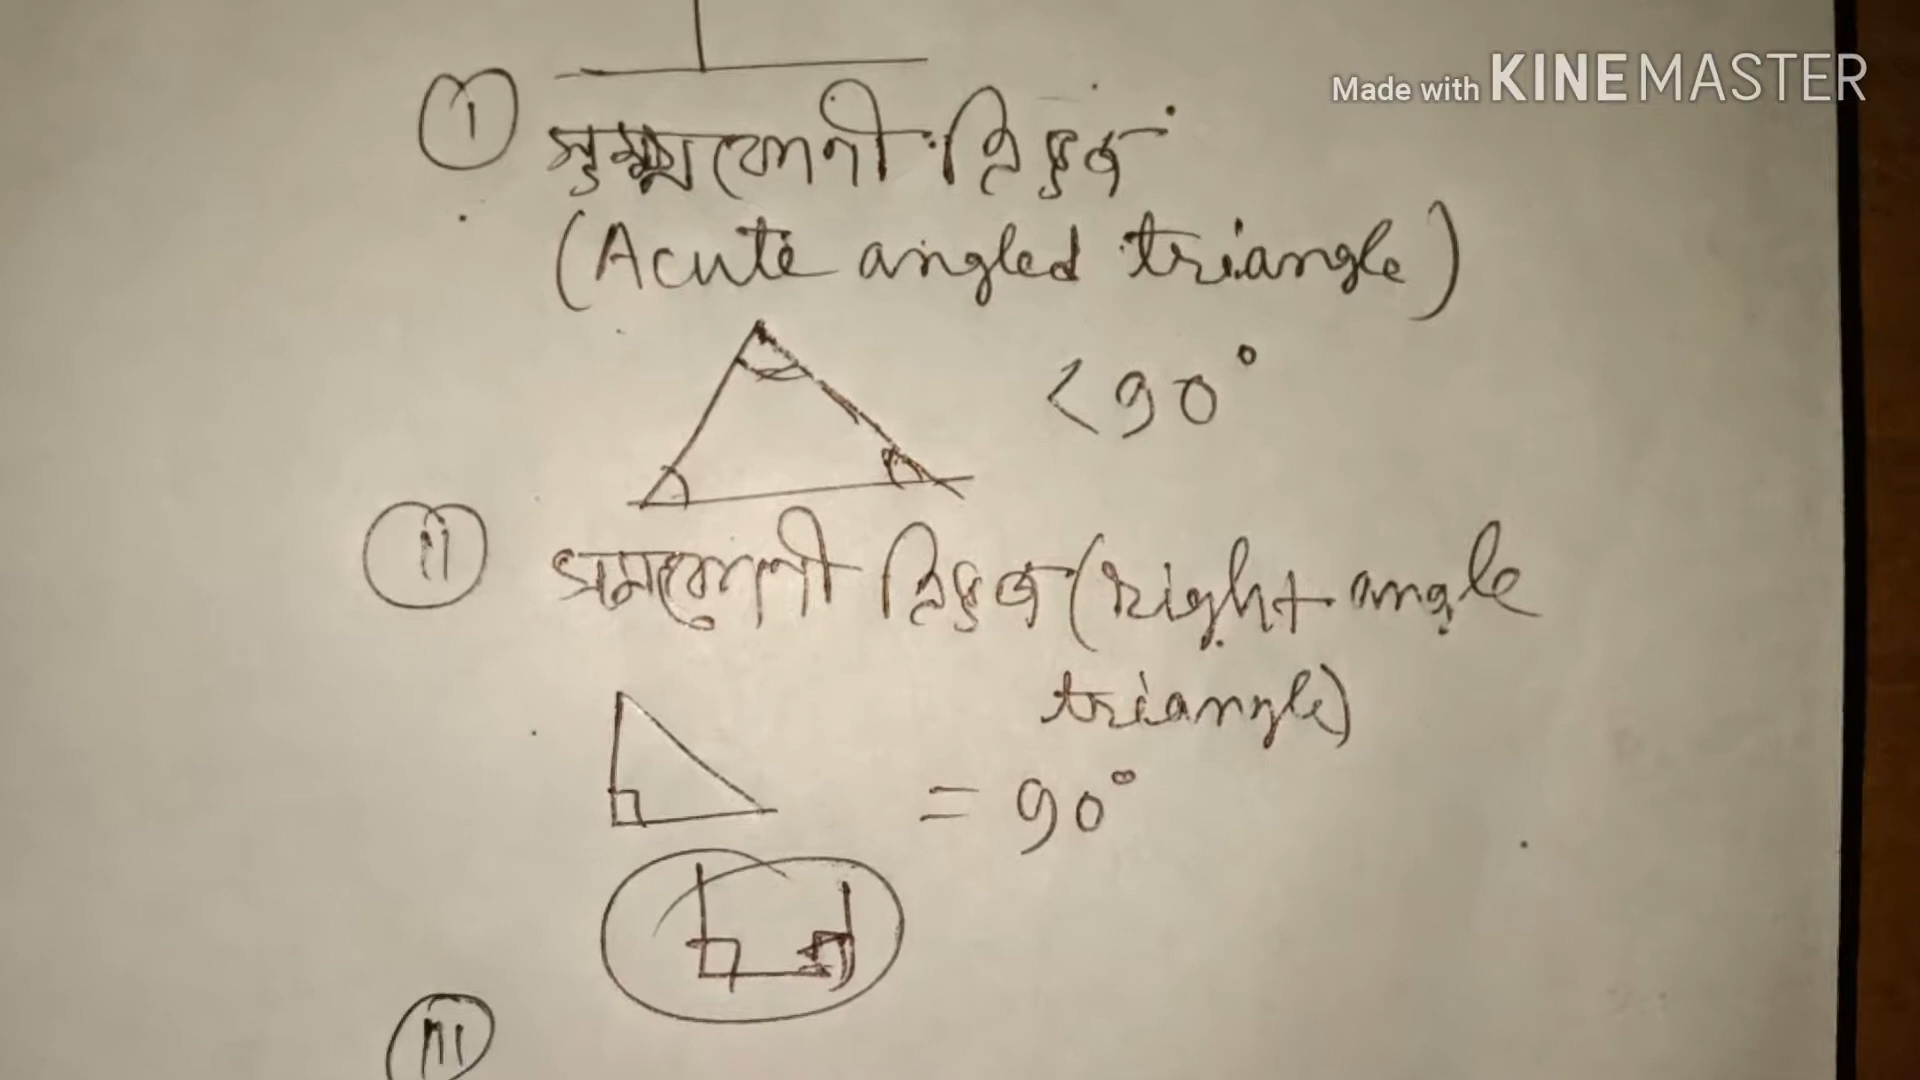 Made with KINEMASTER
i সুক্ষ্মকোণী ত্রিভুজ
(Acute angled triangle)
< 90°
ii সমকোণী ত্রিভুজ (right angle
triangle)
= 90°
iii